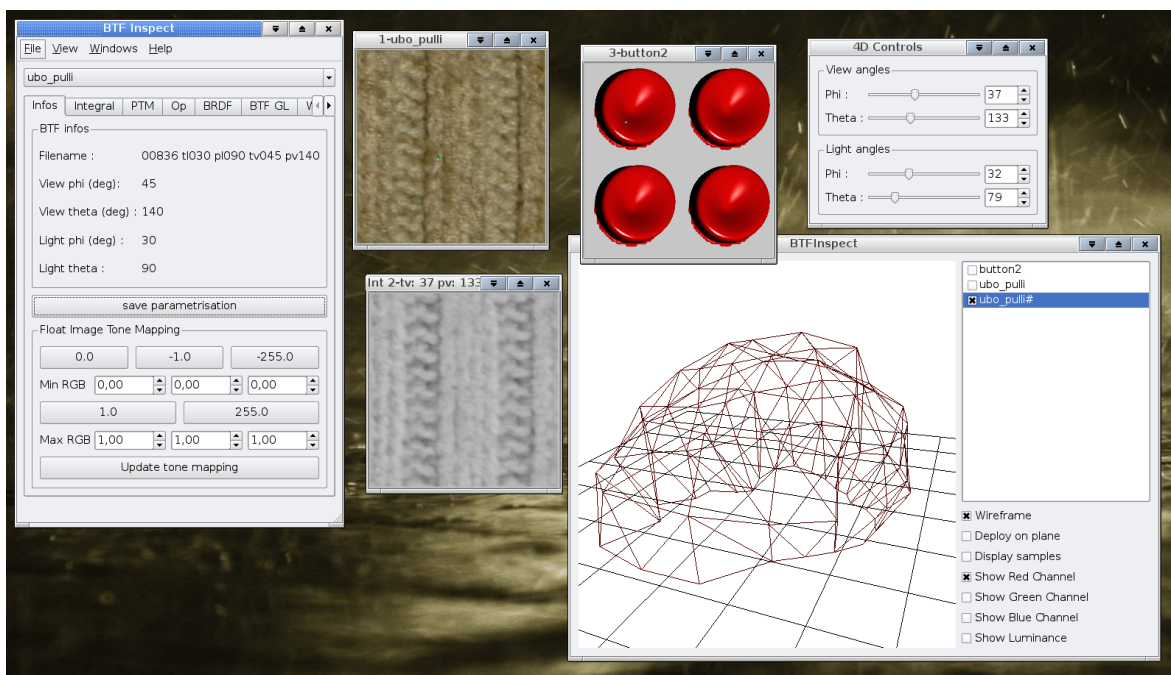 BTF Inspect
File View Windows Help
ubo_pulli
Infos Integral PTM Op BRDF BTF GL
BTF infos
Filename : 00836 tl030 pl090 tv045 pv140
View phi (deg): 45
View theta (deg) : 140
Light phi (deg) : 30
Light theta : 90
save parametrisation
Float Image Tone Mapping
0.0 -1.0 -255.0
Min RGB 0,00 0,00 0,00
1.0 255.0
Max RGB 1,00 1,00 1,00
Update tone mapping
1-ubo_pulli
Int 2-tv: 37 pv: 133
3-button2
4D Controls
View angles
Phi : 37
Theta : 133
Light angles
Phi : 32
Theta : 79
BTFInspect
button2
ubo_pulli
ubo_pulli#
Wireframe
Deploy on plane
Display samples
Show Red Channel
Show Green Channel
Show Blue Channel
Show Luminance